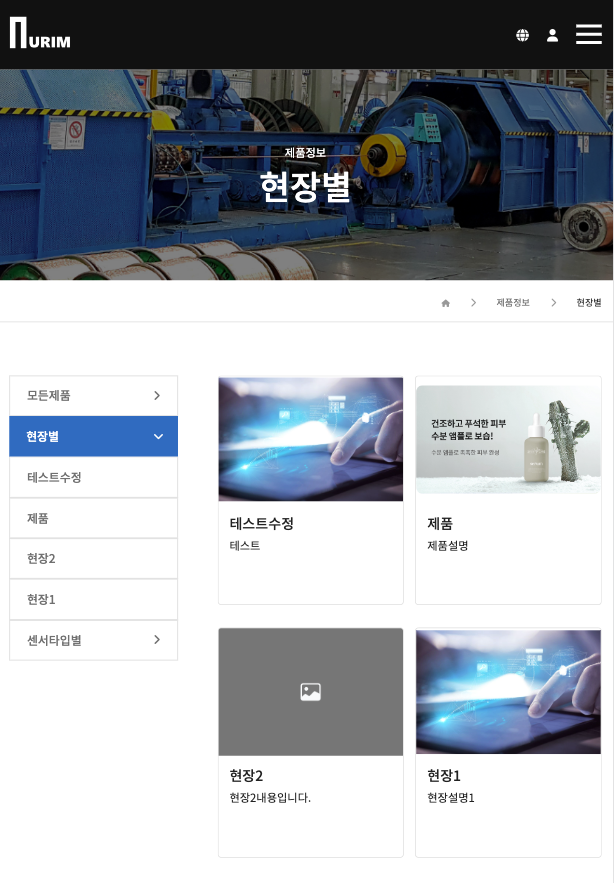 NURIM
제품정보
현장별
제품정보
현장별
모든제품
현장별
테스트수정
제품
현장2
현장1
센서타입별
테스트수정
테스트
건조하고 푸석한 피부
수분 앰플로 보습!
수분 앰플로 촉촉한 피부 완성
제품
제품설명
현장2
현장2내용입니다.
현장1
현장설명1